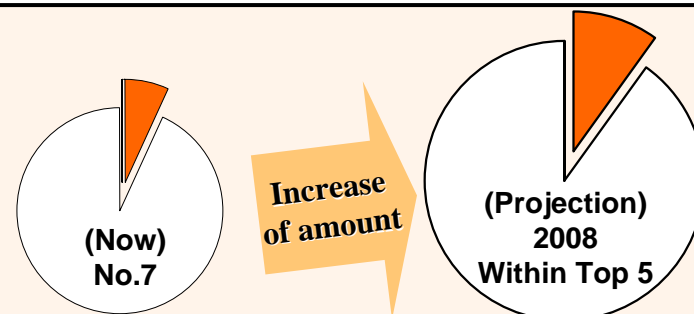 (Now)
No.7
Increase
of amount
(Projection)
2008
Within Top 5